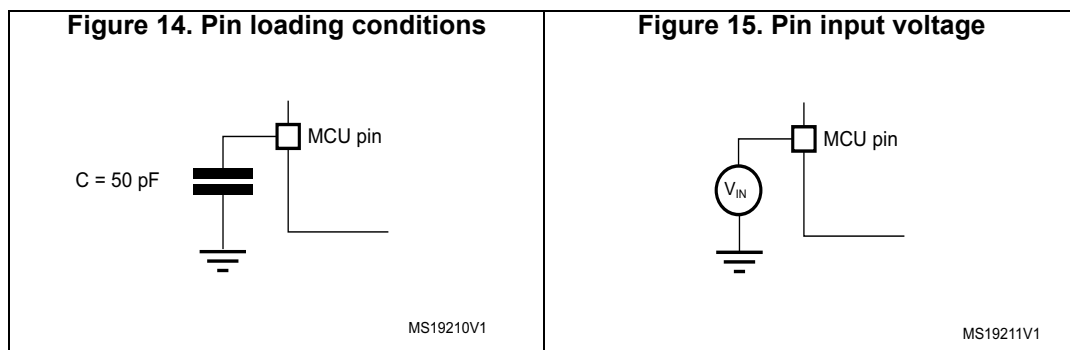 Figure 14. Pin loading conditions
MCU pin
C = 50 pF
MS19210V1
Figure 15. Pin input voltage
MCU pin
VIN
MS19211V1